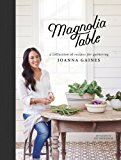 Magnolia
Table
a collection of recipes for gathering
JOANNA GAINES